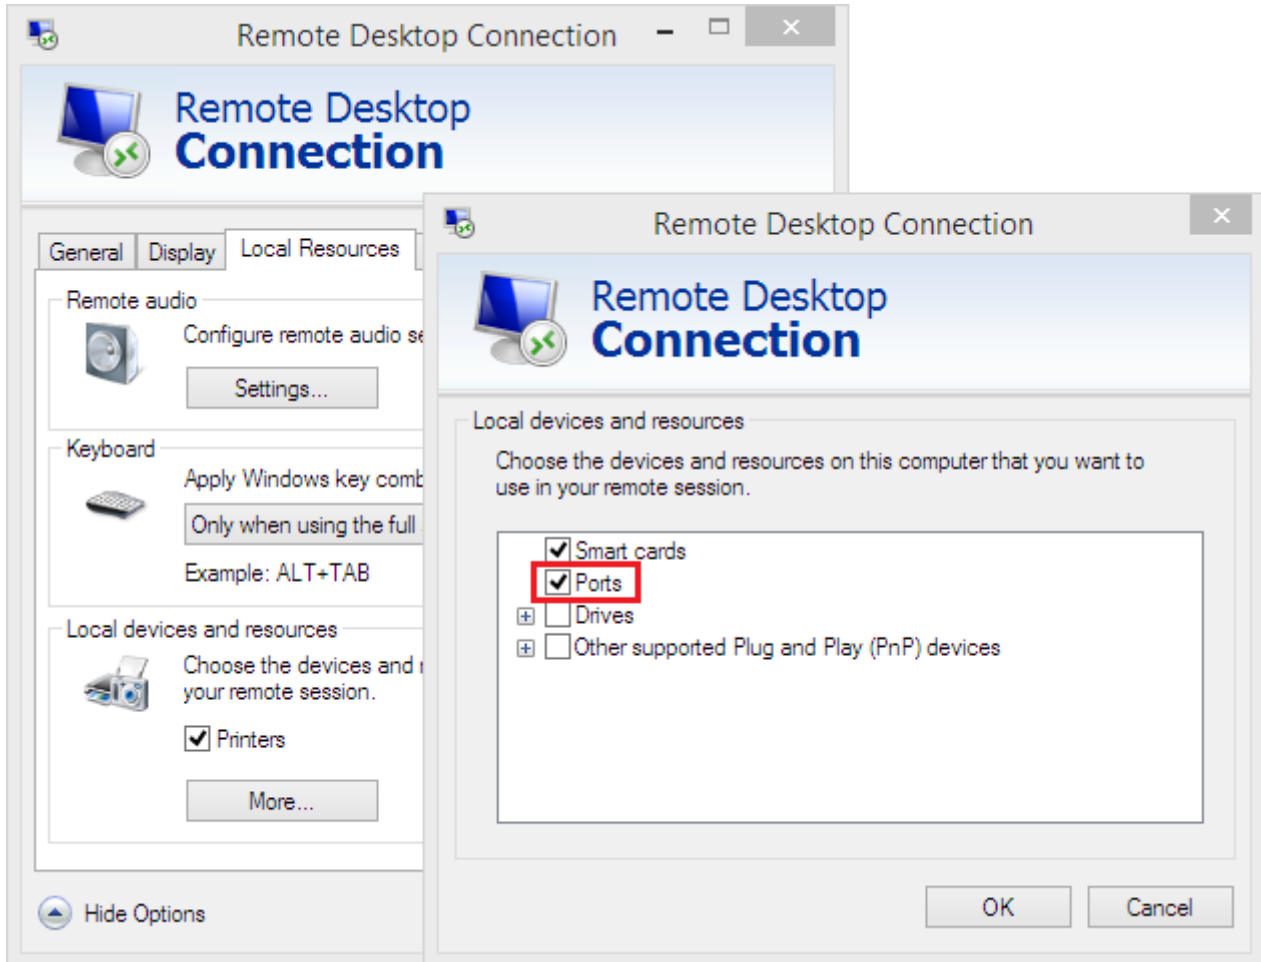 Remote Desktop Connection
Remote Desktop
Connection
General Display Local Resources
Remote audio
Configure remote audio se
Settings...
Keyboard
Apply Windows key comb
Only when using the full
Example: ALT+TAB
Local devices and resources
Choose the devices and
your remote session.
Printers
More...
Hide Options
Remote Desktop Connection
Remote Desktop
Connection
Local devices and resources
Choose the devices and resources on this computer that you want to
use in your remote session.
Smart cards
Ports
Drives
Other supported Plug and Play (PnP) devices
OK Cancel